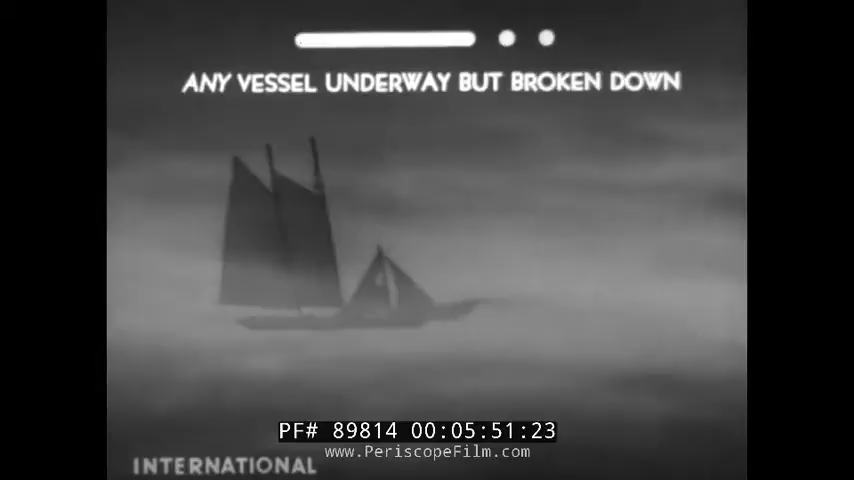 ANY VESSEL UNDERWAY BUT BROKEN DOWN
PF# 89814 00:05:51:23
www.PeriscopeFilm.com
INTERNATIONAL